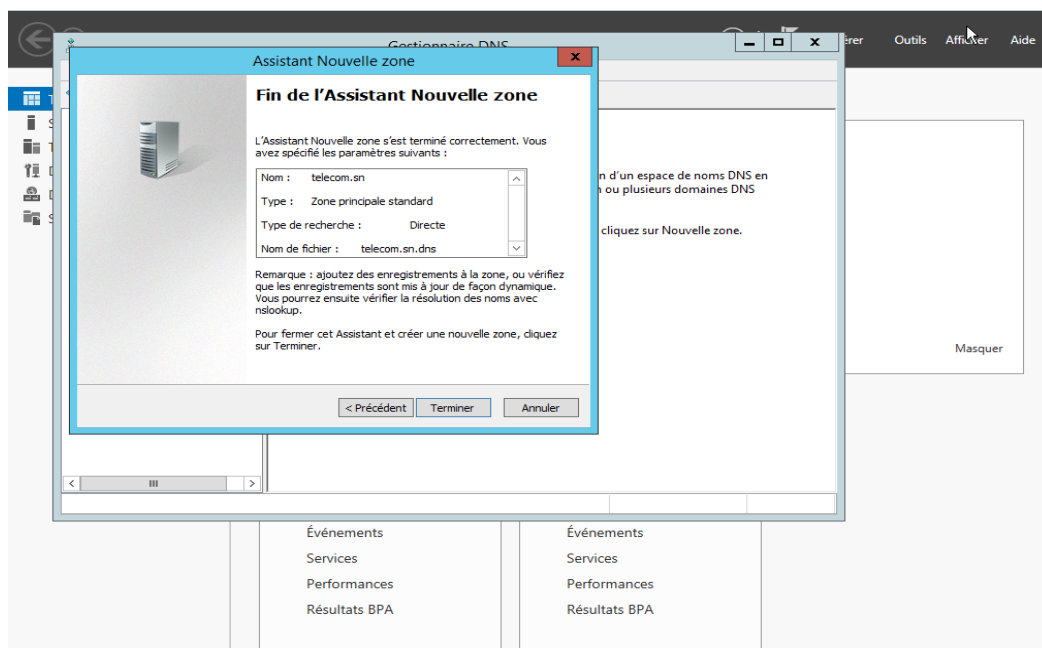 Gestionnaire DNS
Outils Afficher Aide
Assistant Nouvelle zone
Fin de l’Assistant Nouvelle zone
L’Assistant Nouvelle zone s’est terminé correctement. Vous
avez spécifié les paramètres suivants :
Nom : telecom.sn
Type : Zone principale standard
Type de recherche : Directe
Nom de fichier : telecom.sn.dns
Remarque : ajoutez des enregistrements à la zone, ou vérifiez
que les enregistrements sont mis à jour de façon dynamique.
Vous pourrez ensuite vérifier la résolution des noms avec
nslookup.
Pour fermer cet Assistant et créer une nouvelle zone, cliquez
sur Terminer.
< Précédent Terminer Annuler
n d’un espace de noms DNS en
ou plusieurs domaines DNS
cliquez sur Nouvelle zone.
Masquer
Événements Événements
Services Services
Performances Performances
Résultats BPA Résultats BPA